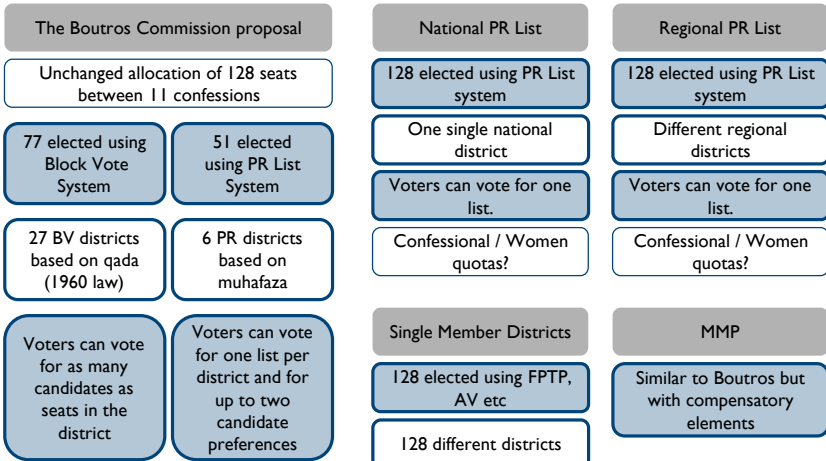 The Boutros Commission proposal
Unchanged allocation of 128 seats
between 11 confessions
77 elected using
Block Vote
System
51 elected
using PR List
System
27 BV districts
based on qada
(1960 law)
6 PR districts
based on
muhafaza
Voters can vote
for as many
candidates as
seats in the
district
Voters can vote
for one list per
district and for
up to two
candidate
preferences
National PR List
128 elected using PR List
system
One single national
district
Voters can vote for one
list.
Confessional / Women
quotas?
Regional PR List
128 elected using PR List
system
Different regional
districts
Voters can vote for one
list.
Confessional / Women
quotas?
Single Member Districts
128 elected using FPTP,
AV etc
128 different districts
MMP
Similar to Boutros but
with compensatory
elements